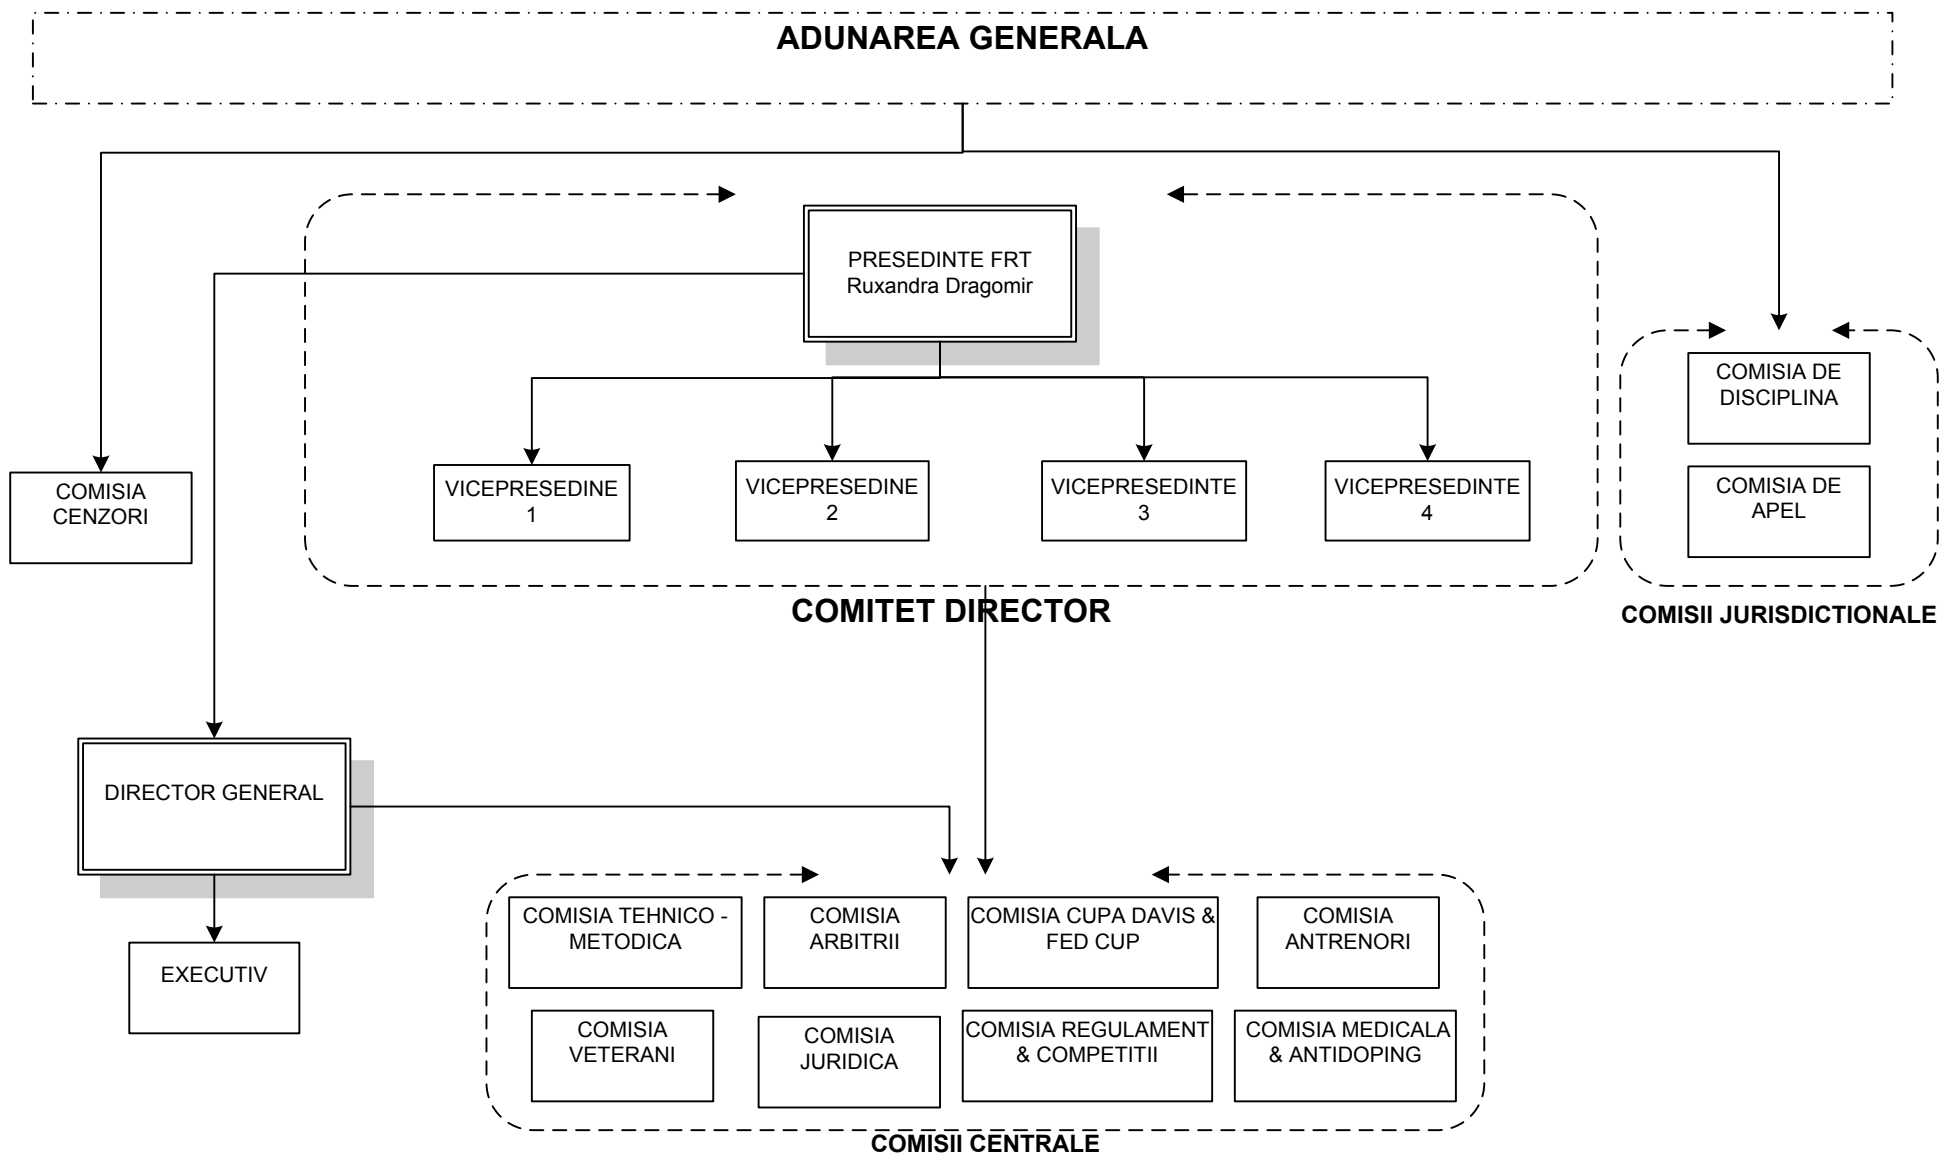 ADUNAREA GENERALA
PRESEDINTE FRT
Ruxandra Dragomir
COMISIA DE
DISCIPLINA
COMISIA DE
APEL
COMISIA
CENZORI
VICEPRESEDINE
1
VICEPRESEDINE
2
VICEPRESEDINTE
3
VICEPRESEDINTE
4
COMITET DIRECTOR
COMISII JURISDICTIONALE
DIRECTOR GENERAL
EXECUTIV
COMISIA TEHNICO -
METODICA
COMISIA
ARBITRII
COMISIA CUPA DAVIS &
FED CUP
COMISIA
ANTRENORI
COMISIA
VETERANI
COMISIA
JURIDICA
COMISIA REGULAMENT
& COMPETITII
COMISIA MEDICALA
& ANTIDOPING
COMISII CENTRALE